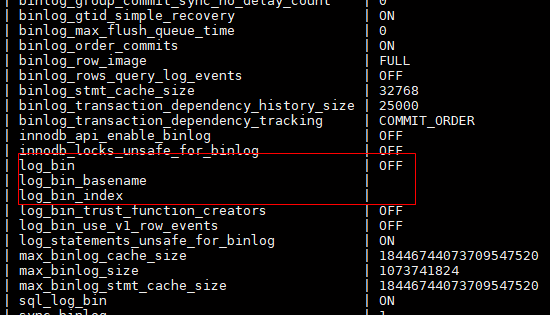 | binlog_group_commit_sync_no_delay_count | 0
| binlog_gtid_simple_recovery | ON
| binlog_max_flush_queue_time | 0
| binlog_order_commits | ON
| binlog_row_image | FULL
| binlog_rows_query_log_events | OFF
| binlog_stmt_cache_size | 32768
| binlog_transaction_dependency_history_size | 25000
| binlog_transaction_dependency_tracking | COMMIT_ORDER
| innodb_api_enable_binlog | OFF
| innodb_locks_unsafe_for_binlog | OFF
| log_bin | OFF
| log_bin_basename |
| log_bin_index |
| log_bin_trust_function_creators | OFF
| log_bin_use_v1_row_events | OFF
| log_statements_unsafe_for_binlog | ON
| max_binlog_cache_size | 18446744073709547520
| max_binlog_size | 1073741824
| max_binlog_stmt_cache_size | 18446744073709547520
| sql_log_bin | ON
| sync_binlog | 1